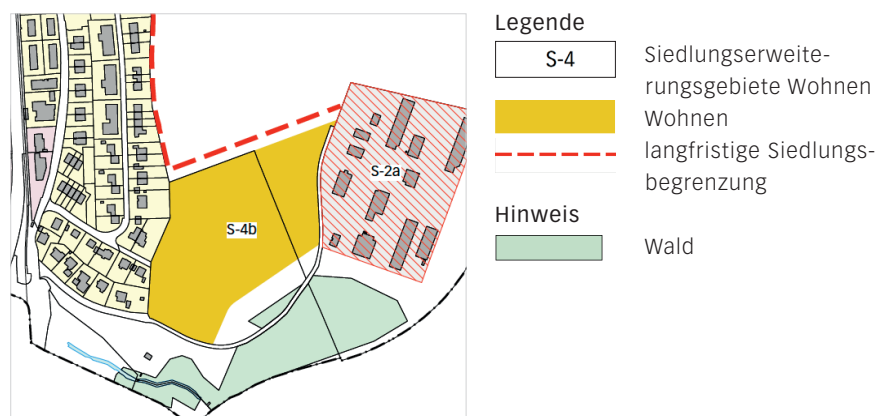 S-2a
S-4b
Legende
S-4
Siedlungserweite-
rungsgebiete Wohnen
Wohnen
langfristige Siedlungs-
begrenzung
Hinweis
Wald